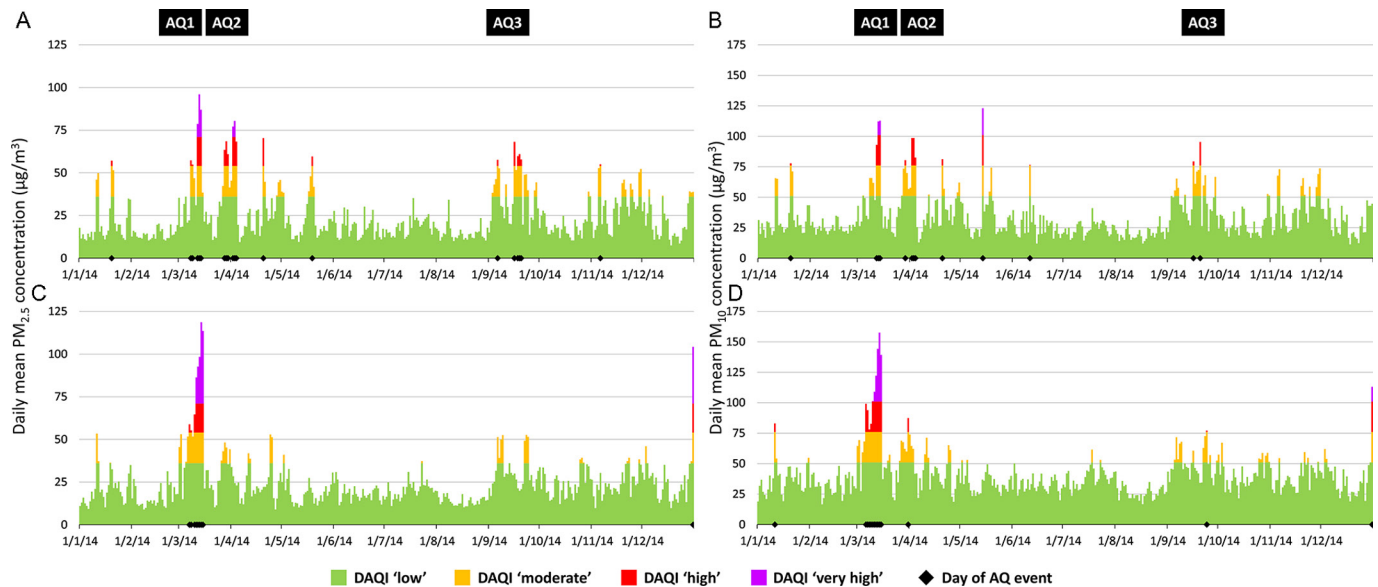 A AQ1 AQ2 AQ3 B AQ1 AQ2 AQ3
125 175
100 150
75 125
50 100
25 75
0 50
25
0
1/1/14 1/2/14 1/3/14 1/4/14 1/5/14 1/6/14 1/7/14 1/8/14 1/9/14 1/10/14 1/11/14 1/12/14
1/1/14 1/2/14 1/3/14 1/4/14 1/5/14 1/6/14 1/7/14 1/8/14 1/9/14 1/10/14 1/11/14 1/12/14
Daily mean PM2.5 concentration (µg/m³)
Daily mean PM10 concentration (µg/m³)
C D
125 175
100 150
75 125
50 100
25 75
0 50
25
0
1/1/14 1/2/14 1/3/14 1/4/14 1/5/14 1/6/14 1/7/14 1/8/14 1/9/14 1/10/14 1/11/14 1/12/14
1/1/14 1/2/14 1/3/14 1/4/14 1/5/14 1/6/14 1/7/14 1/8/14 1/9/14 1/10/14 1/11/14 1/12/14
DAQI 'low' DAQI 'moderate' DAQI 'high' DAQI 'very high' Day of AQ event